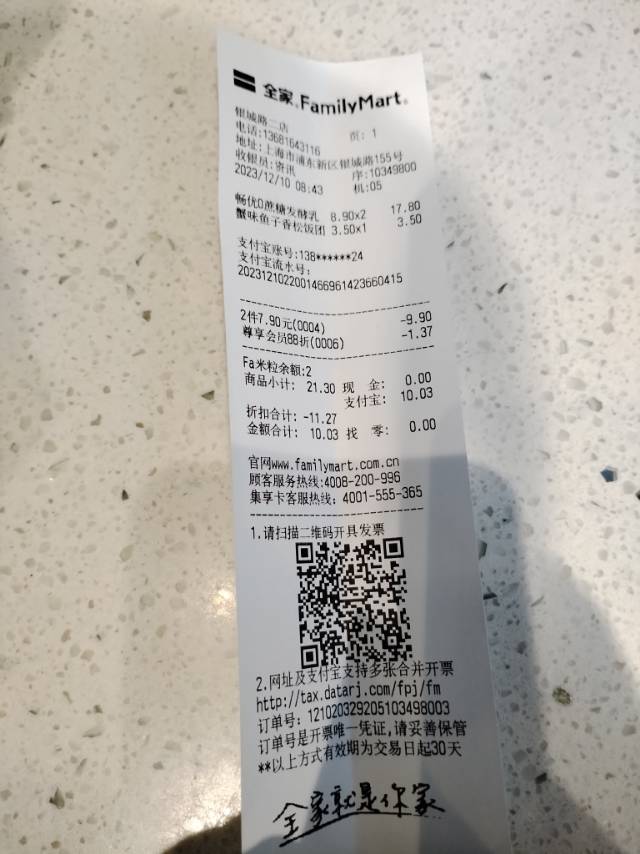 全家 FamilyMart
银城路二店
电话:13681643116 页: 1
地址:上海市浦东新区银城路155号
收银员:资讯 序:10349800
2023/12/10 08:43 机:05
畅优0蔗糖发酵乳 8.90x2 17.80
蟹味鱼子香松饭团 3.50x1 3.50
支付宝账号:138******24
支付宝流水号:
2023121022001466961423660415
2件7.90元(0004) -9.90
尊享会员88折(0006) -1.37
Fa米粒余额:2
商品小计: 21.30 现 金: 0.00
支付宝: 10.03
折扣合计: -11.27
金额合计: 10.03 找 零: 0.00
官网www.familymart.com.cn
顾客服务热线:4008-200-996
集享卡客服热线: 4001-555-365
1.请扫描二维码开具发票
2.网址及支付宝支持多张合并开票
http://tax.datarj.com/fpj/fm
订单号: 121020329205103498003
订单号是开票唯一凭证,请妥善保管
**以上方式有效期为交易日起30天
全家就是你家